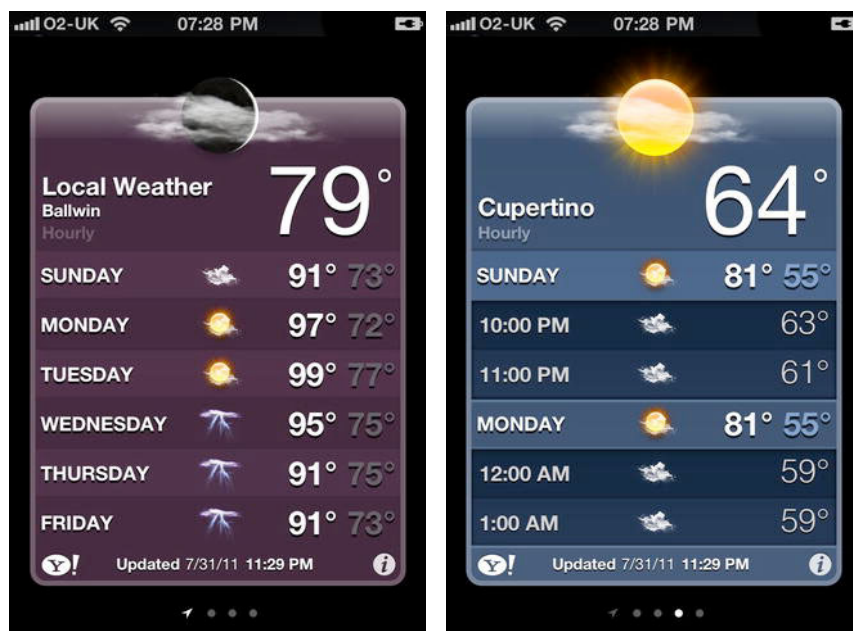 O2-UK 07:28 PM
Local Weather
Ballwin
Hourly
79°
SUNDAY 91° 73°
MONDAY 97° 72°
TUESDAY 99° 77°
WEDNESDAY 95° 75°
THURSDAY 91° 75°
FRIDAY 91° 73°
Y! Updated 7/31/11 11:29 PM i
O2-UK 07:28 PM
Cupertino
Hourly
64°
SUNDAY 81° 55°
10:00 PM 63°
11:00 PM 61°
MONDAY 81° 55°
12:00 AM 59°
1:00 AM 59°
Y! Updated 7/31/11 11:29 PM i